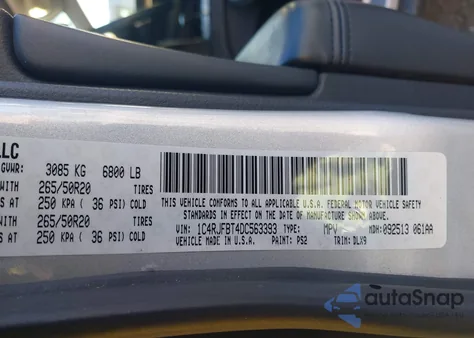 LLC
GVWR: 3085 KG 6800 LB
WITH 265/50R20 TIRES
S AT 250 KPA ( 36 PSI) COLD
WITH 265/50R20 TIRES
S AT 250 KPA ( 36 PSI) COLD
THIS VEHICLE CONFORMS TO ALL APPLICABLE U.S.A. FEDERAL MOTOR VEHICLE SAFETY
STANDARDS IN EFFECT ON THE DATE OF MANUFACTURE SHOWN ABOVE.
VIN: 1C4RJFBT4DC563393 TYPE: MPV MDH:092513 061AA
VEHICLE MADE IN U.S.A. PAINT: PS2 TRIM: DLX9
autoSnap